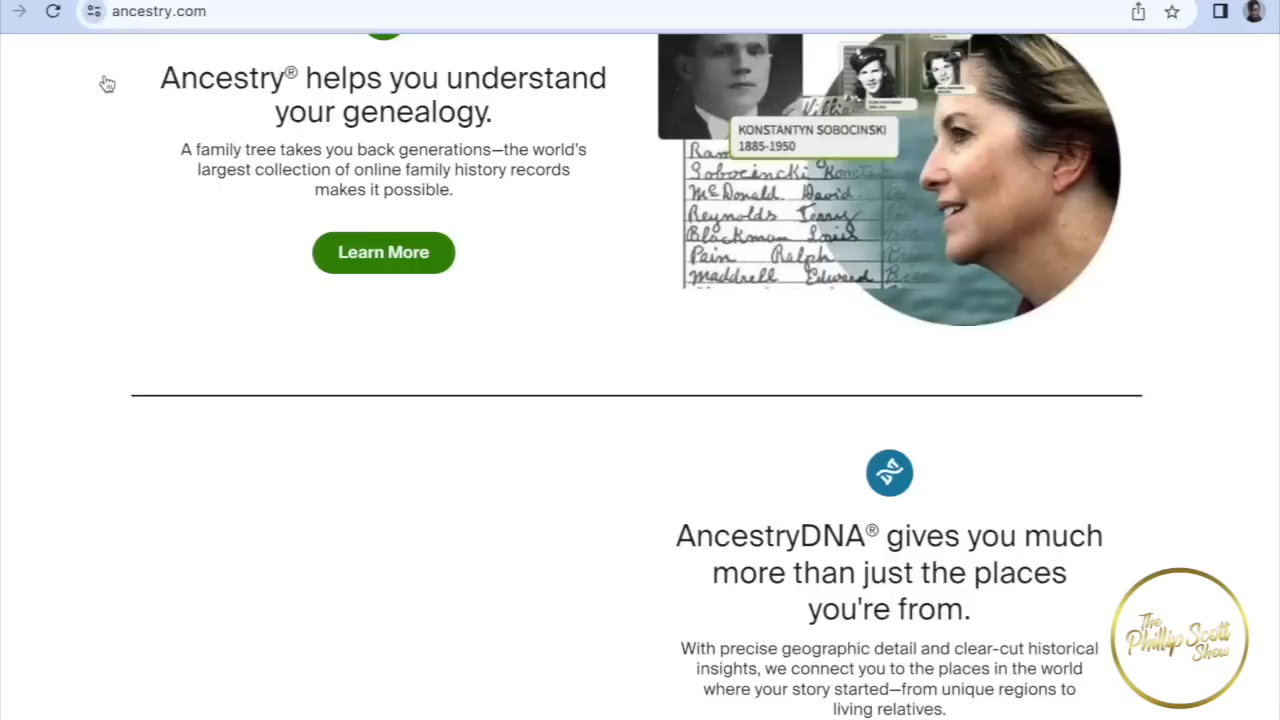 ancestry.com
Ancestry® helps you understand
your genealogy.
A family tree takes you back generations—the world's
largest collection of online family history records
makes it possible.
Learn More
KONSTANTYN SOBOCINSKI
1885-1950
Sobocincki Konstan
McDonald David
Reynolds Terry
Blackman Louis
Pain Ralph
Maddrell Edward
AncestryDNA® gives you much
more than just the places
you're from.
With precise geographic detail and clear-cut historical
insights, we connect you to the places in the world
where your story started—from unique regions to
living relatives.
The
Phillip Scott
Show